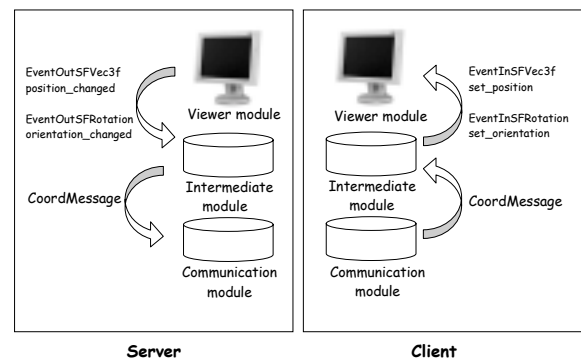 EventOutSFVec3f
position_changed
EventOutSFRotation
orientation_changed
Viewer module
CoordMessage
Intermediate
module
Communication
module
Server
Viewer module
EventInSFVec3f
set_position
EventInSFRotation
set_orientation
Intermediate
module
CoordMessage
Communication
module
Client